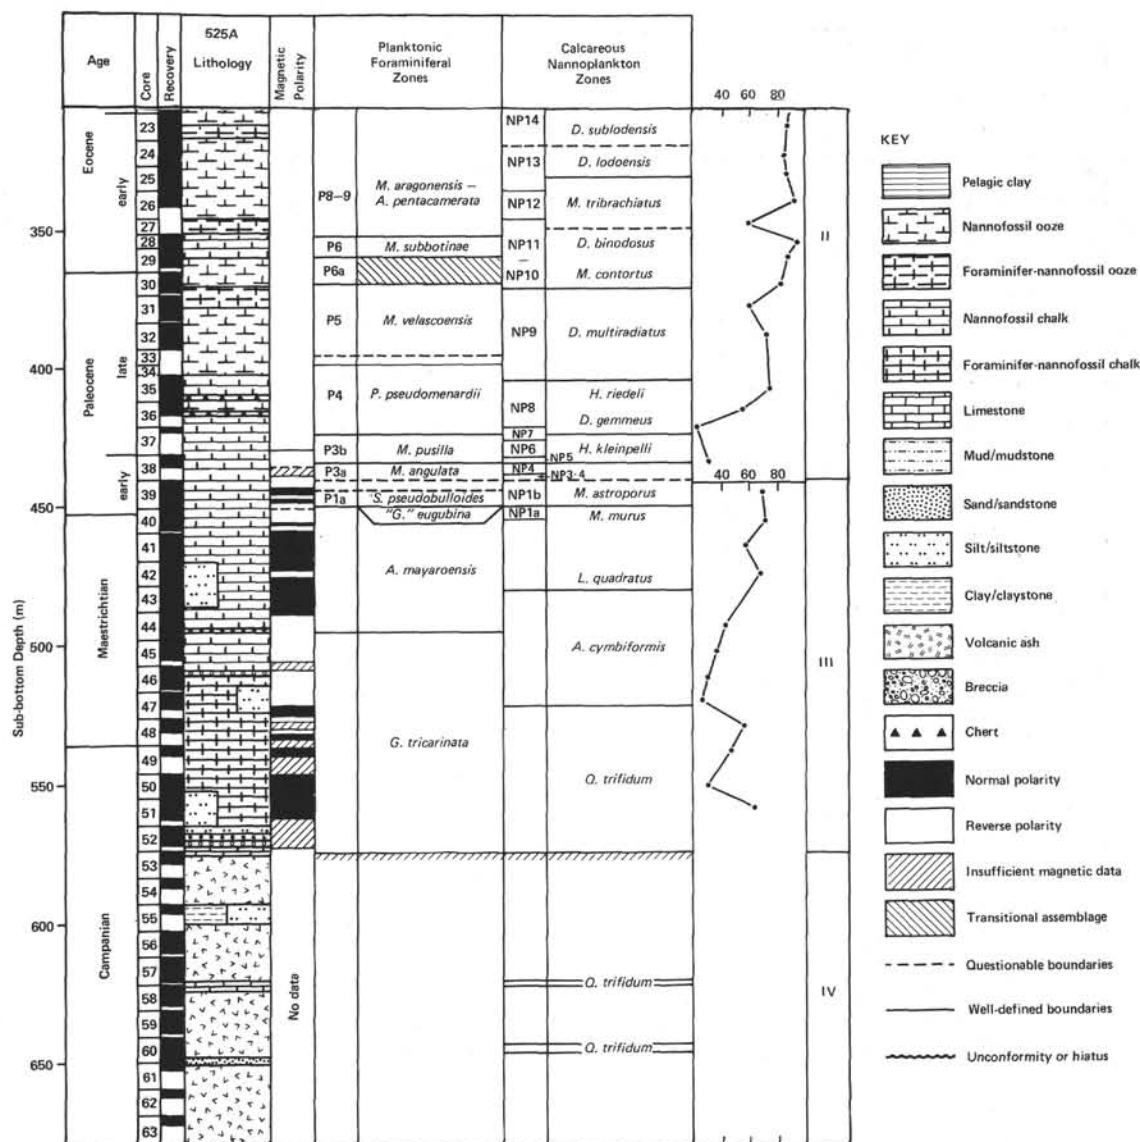 525A
Age
Core
Recovery
Lithology
Magnetic
Polarity
Planktonic
Foraminiferal
Zones
Calcareous
Nannoplankton
Zones
40 60 80
Sub-bottom Depth (m)
350
400
450
500
550
600
650
Eocene
early
Paleocene
late
early
Maestrichtian
Campanian
23
24
25
26
27
28
29
30
31
32
33
34
35
36
37
38
39
40
41
42
43
44
45
46
47
48
49
50
51
52
53
54
55
56
57
58
59
60
61
62
63
No data
P8–9
M. aragonensis –
A. pentacamerata
P6
M. subbotinae
P6a
P5
M. velascoensis
P4
P. pseudomenardii
P3b
M. pusilla
P3a
M. angulata
P1a
S. pseudobulloides
"G." eugubina
A. mayaroensis
G. tricarinata
NP14
D. sublodensis
NP13
D. lodoensis
NP12
M. tribrachiatus
NP11
–
NP10
D. binodosus
M. contortus
NP9
D. multiradiatus
NP8
H. riedeli
D. gemmeus
NP7
NP6
H. kleinpelli
NP5
NP4
NP3-4
NP1b
M. astroporus
NP1a
M. murus
L. quadratus
A. cymbiformis
Q. trifidum
Q. trifidum
Q. trifidum
40 60 80
II
III
IV
KEY
Pelagic clay
Nannofossil ooze
Foraminifer-nannofossil ooze
Nannofossil chalk
Foraminifer-nannofossil chalk
Limestone
Mud/mudstone
Sand/sandstone
Silt/siltstone
Clay/claystone
Volcanic ash
Breccia
Chert
Normal polarity
Reverse polarity
Insufficient magnetic data
Transitional assemblage
Questionable boundaries
Well-defined boundaries
Unconformity or hiatus